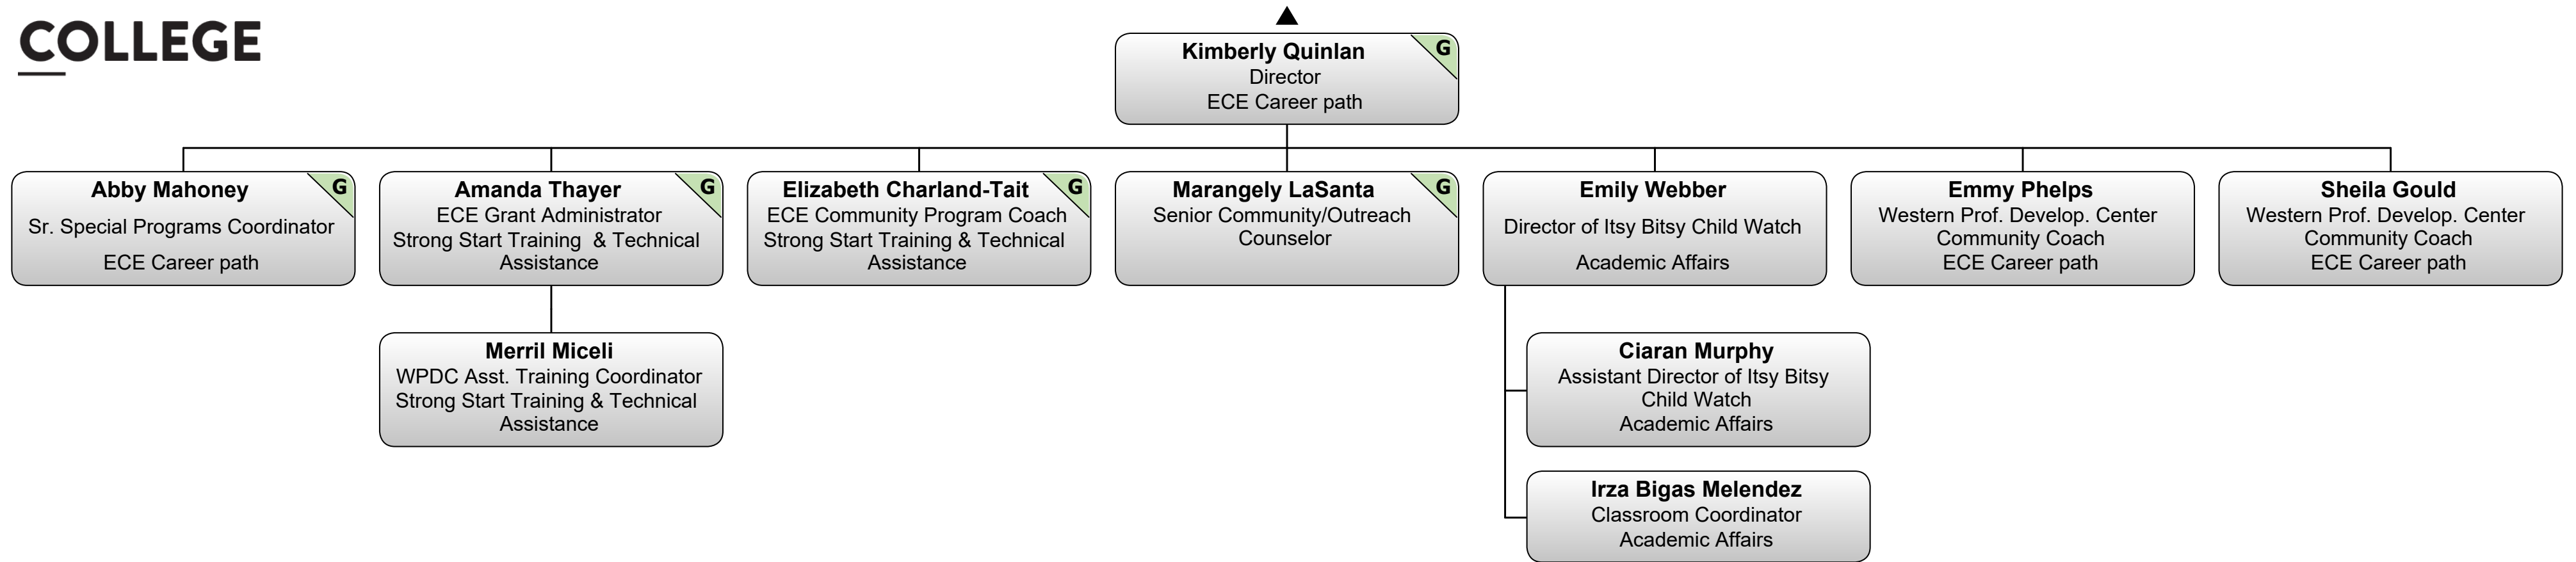 COLLEGE
Kimberly Quinlan
G
Director
ECE Career path
Abby Mahoney
G
Sr. Special Programs Coordinator
ECE Career path
Amanda Thayer
G
ECE Grant Administrator
Strong Start Training & Technical
Assistance
Elizabeth Charland-Tait
G
ECE Community Program Coach
Strong Start Training & Technical
Assistance
Marangely LaSanta
G
Senior Community/Outreach
Counselor
Emily Webber
Director of Itsy Bitsy Child Watch
Academic Affairs
Emmy Phelps
Western Prof. Develop. Center
Community Coach
ECE Career path
Sheila Gould
Western Prof. Develop. Center
Community Coach
ECE Career path
Merril Miceli
WPDC Asst. Training Coordinator
Strong Start Training & Technical
Assistance
Ciaran Murphy
Assistant Director of Itsy Bitsy
Child Watch
Academic Affairs
Irza Bigas Melendez
Classroom Coordinator
Academic Affairs